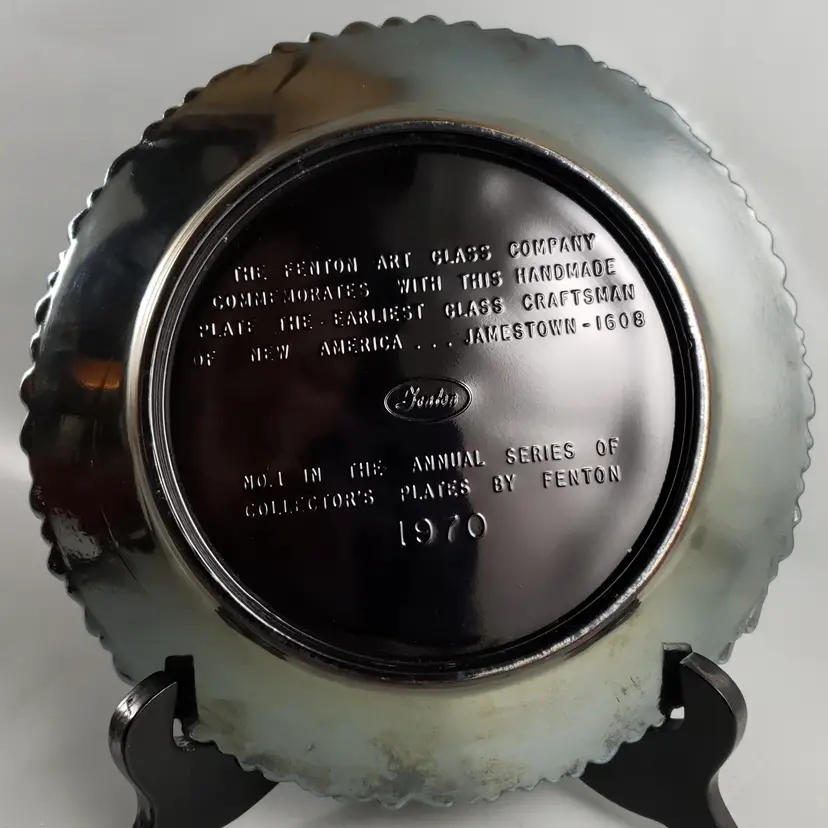 THE FENTON ART GLASS COMPANY
COMMEMORATES WITH THIS HANDMADE
PLATE THE EARLIEST GLASS CRAFTSMAN
OF NEW AMERICA ... JAMESTOWN-1608
Fenton
NO.1 IN THE ANNUAL SERIES OF
COLLECTOR'S PLATES BY FENTON
1970